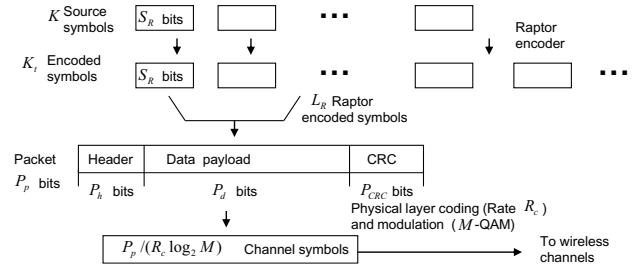 K Source symbols
S_R bits
...
Raptor encoder
K_t Encoded symbols
S_R bits
...
...
L_R Raptor encoded symbols
Packet P_p bits
Header
Data payload
CRC
P_h bits
P_d bits
P_CRC bits
Physical layer coding (Rate R_c) and modulation (M-QAM)
P_p/(R_c log_2 M) Channel symbols
To wireless channels